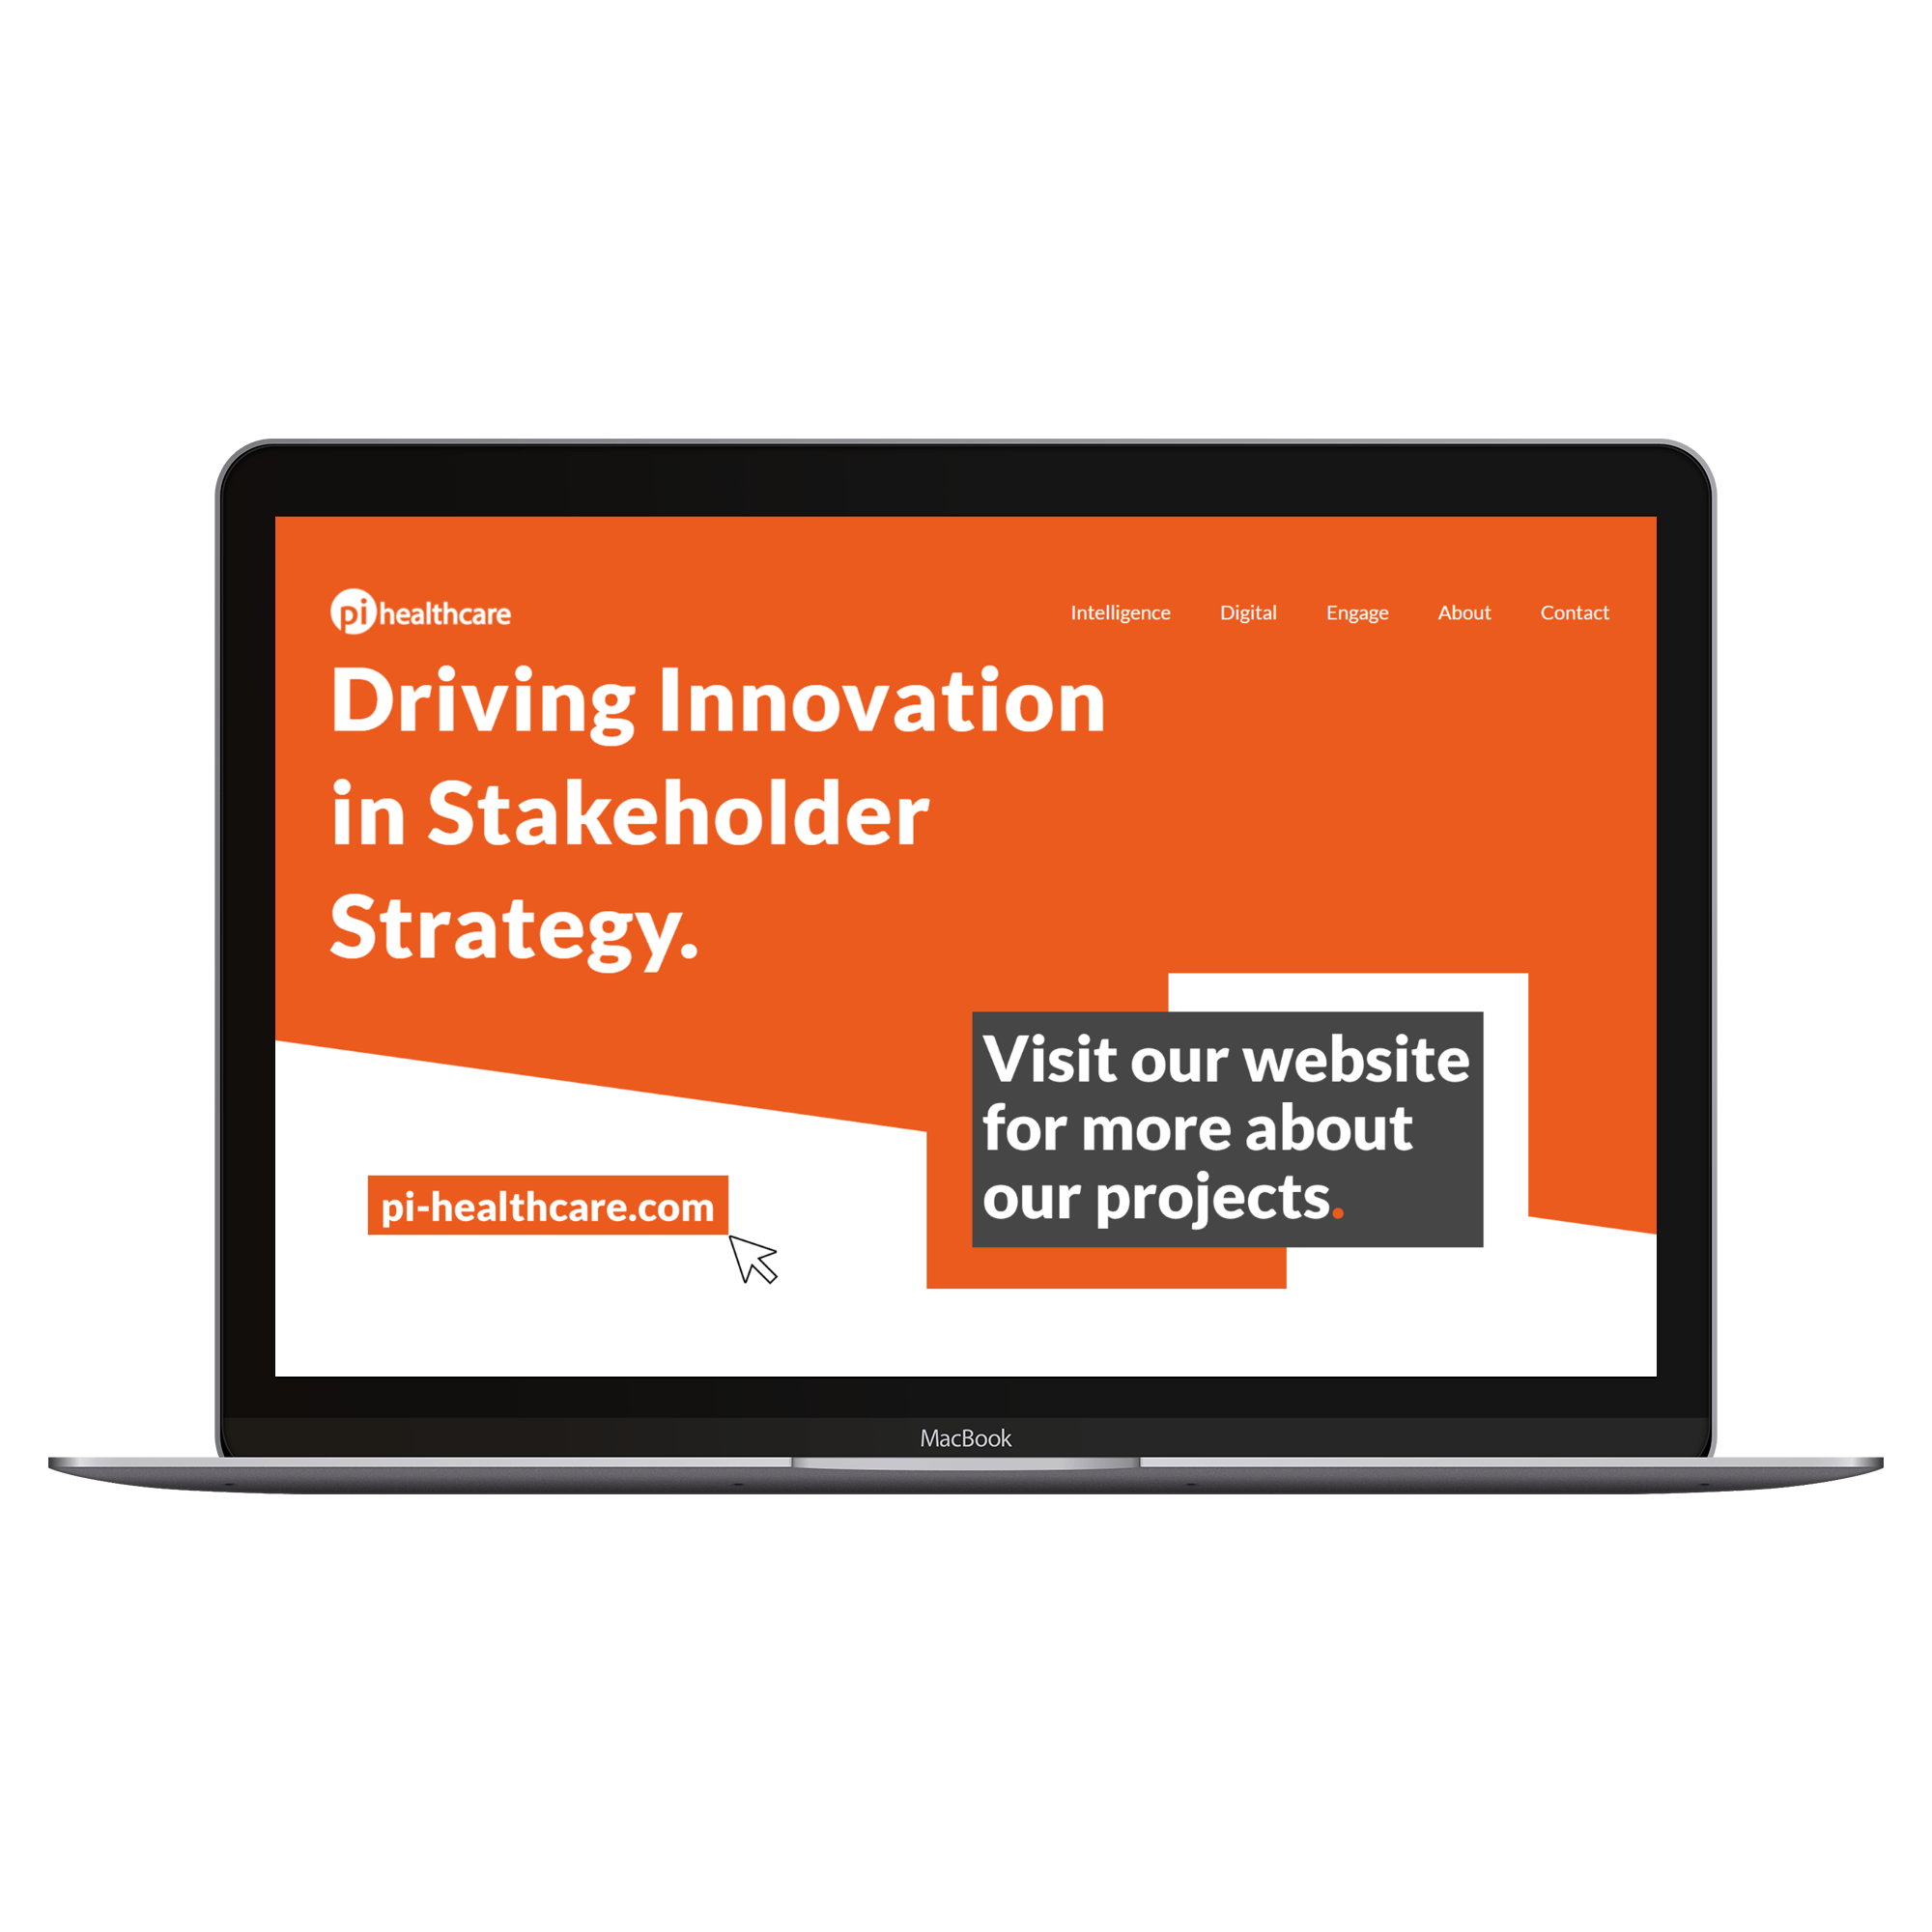 pi healthcare
Intelligence Digital Engage About Contact
Driving Innovation
in Stakeholder
Strategy.
Visit our website
for more about
our projects.
pi-healthcare.com
MacBook